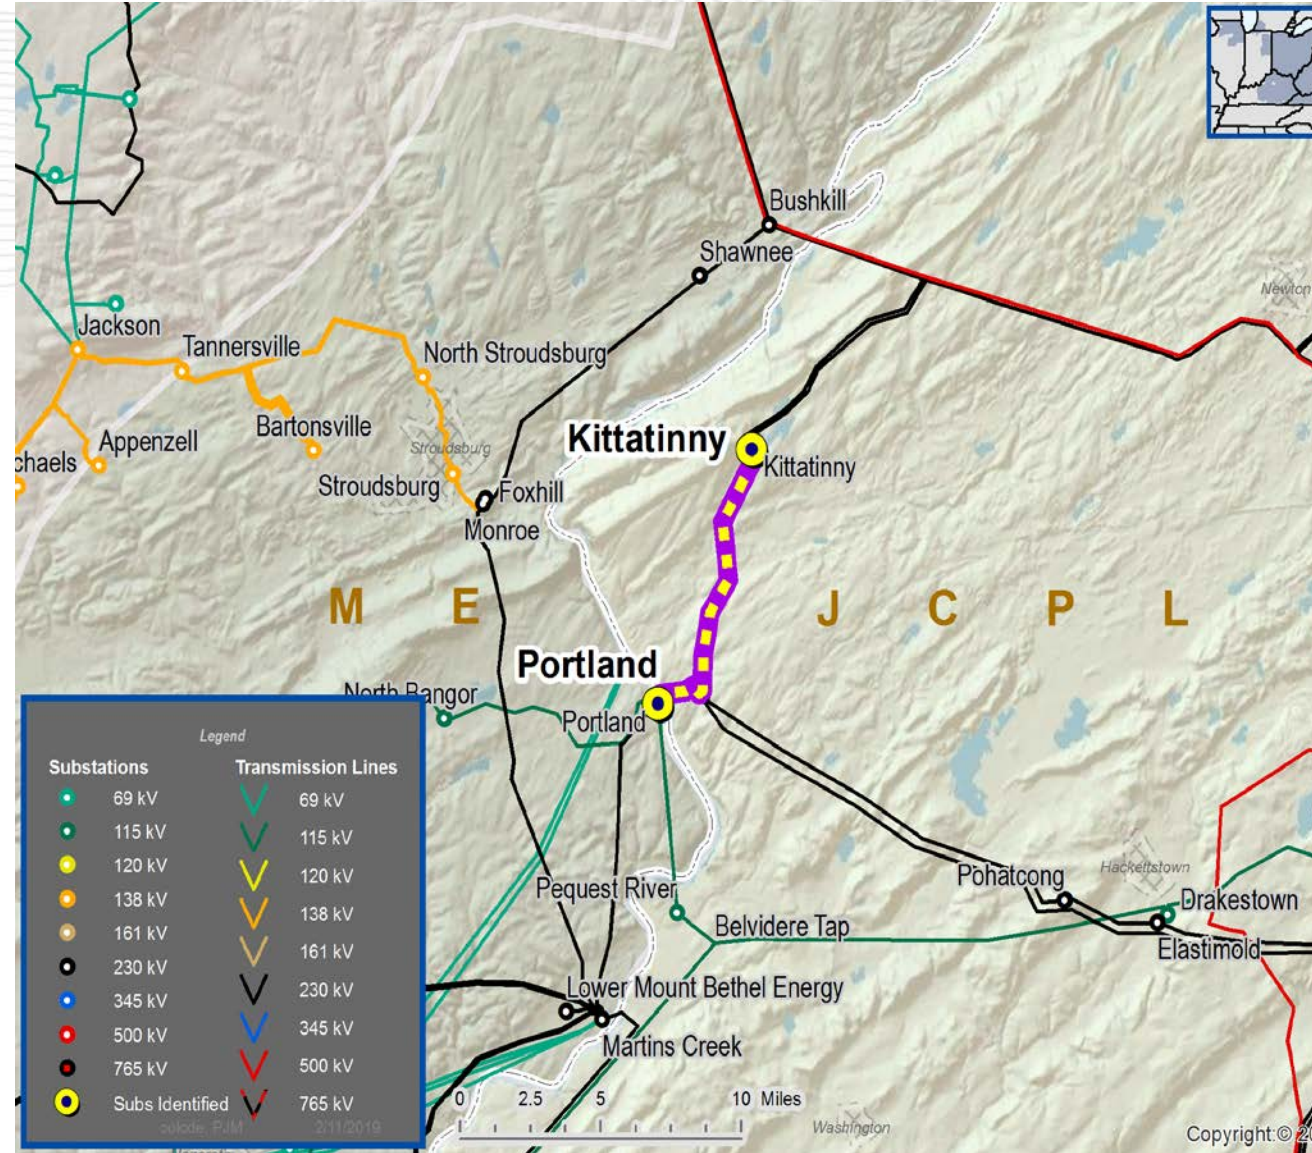 Bushkill
Shawnee
Newton
Jackson
Tannersville
North Stroudsburg
Bartonsville
Stroudsburg
Appenzell
chaels
Kittatinny
Kittatinny
Stroudsburg
Foxhill
Monroe
M E
J C P L
Portland
North Bangor
Portland
Legend
Substations
Transmission Lines
69 kV
69 kV
115 kV
115 kV
120 kV
120 kV
138 kV
138 kV
161 kV
161 kV
230 kV
230 kV
345 kV
345 kV
500 kV
500 kV
765 kV
765 kV
Subs Identified
PJM
2/11/2019
Pequest River
Belvidere Tap
Pohatcong
Hackettstown
Drakestown
Elastimold
Lower Mount Bethel Energy
Martins Creek
0 2.5 5 10 Miles
Washington
Copyright:© 20